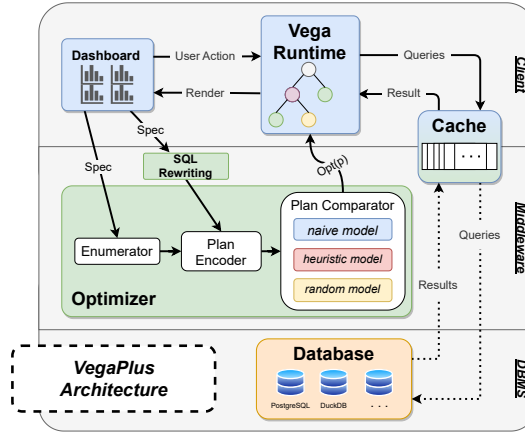 Dashboard
User Action
Render
Vega
Runtime
Queries
Result
Client
Cache
. . .
Spec
Spec
SQL
Rewriting
Opt(p)
Plan Comparator
naive model
heuristic model
random model
Enumerator
Plan
Encoder
Optimizer
Queries
Results
Middleware
VegaPlus
Architecture
Database
PostgreSQL
DuckDB
. . .
DBMS